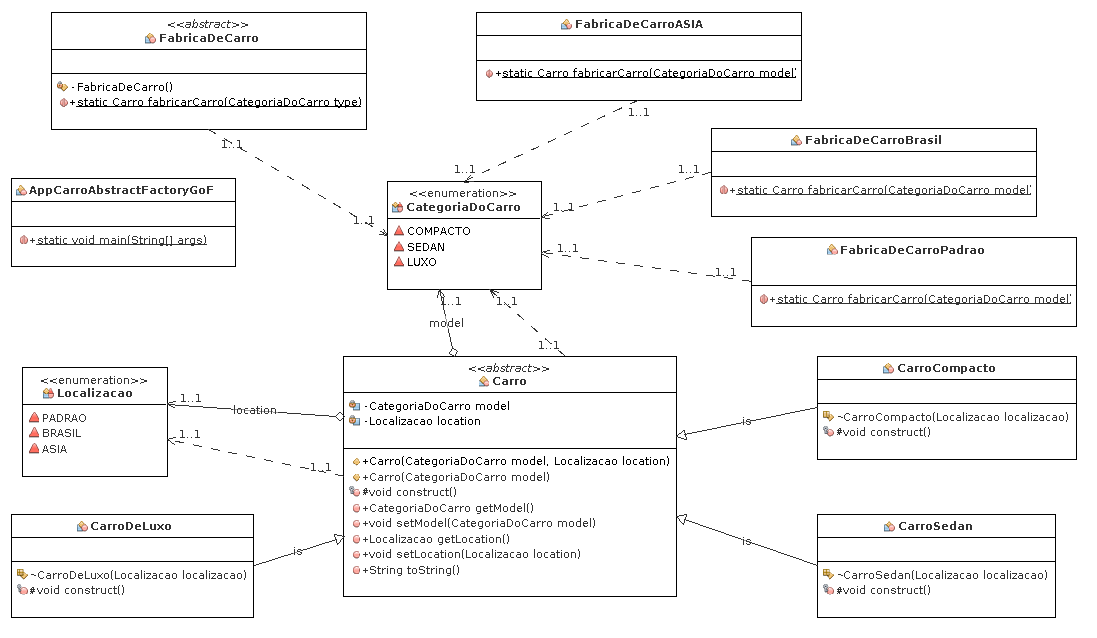 <<abstract>>
FabricaDeCarro
- FabricaDeCarro()
+static Carro fabricarCarro(CategoriaDoCarro type)
FabricaDeCarroASIA
+static Carro fabricarCarro(CategoriaDoCarro model)
1..1
1..1
1..1
1..1
FabricaDeCarroBrasil
+static Carro fabricarCarro(CategoriaDoCarro model)
1..1
1..1
AppCarroAbstractFactoryGoF
+static void main(String[] args)
<<enumeration>>
CategoriaDoCarro
COMPACTO
SEDAN
LUXO
FabricaDeCarroPadrao
+static Carro fabricarCarro(CategoriaDoCarro model)
1..1
1..1
1..1
model
1..1
1..1
<<enumeration>>
Localizacao
PADRAO
BRASIL
ASIA
1..1
location
1..1
1..1
<<abstract>>
Carro
-CategoriaDoCarro model
-Localizacao location
+Carro(CategoriaDoCarro model, Localizacao location)
+Carro(CategoriaDoCarro model)
#void construct()
+CategoriaDoCarro getModel()
+void setModel(CategoriaDoCarro model)
+Localizacao getLocation()
+void setLocation(Localizacao location)
+String toString()
CarroCompacto
~CarroCompacto(Localizacao localizacao)
#void construct()
is
CarroDeLuxo
~CarroDeLuxo(Localizacao localizacao)
#void construct()
is
CarroSedan
~CarroSedan(Localizacao localizacao)
#void construct()
is